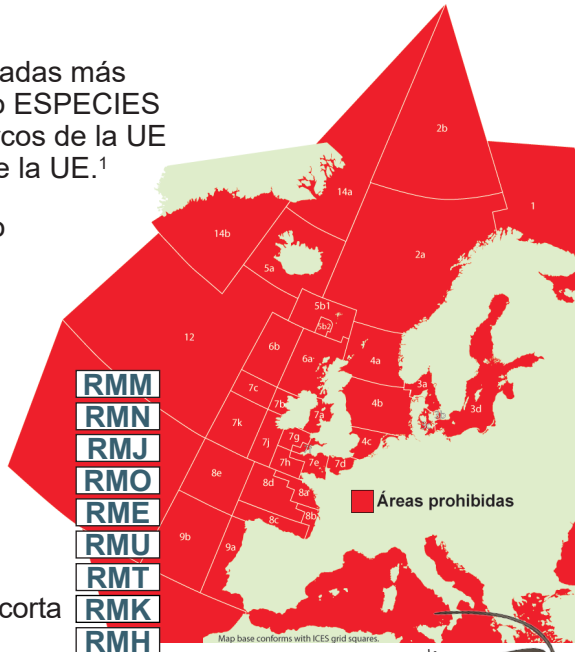 adas más
o ESPECIES
rcos de la UE
e la UE.¹
o
2b
1
14a
14b
2a
5a
5b1
5b2
12
6b
6a
4a
3a
3d
7c
7b
7a
4b
7k
7j
7g
4c
7h
7e
7d
8e
8d
8a
8b
8c
9b
9a
RMM
RMN
RMJ
RMO
RME
RMU
RMT
corta RMK
RMH
Áreas prohibidas
Map base conforms with ICES grid squares.